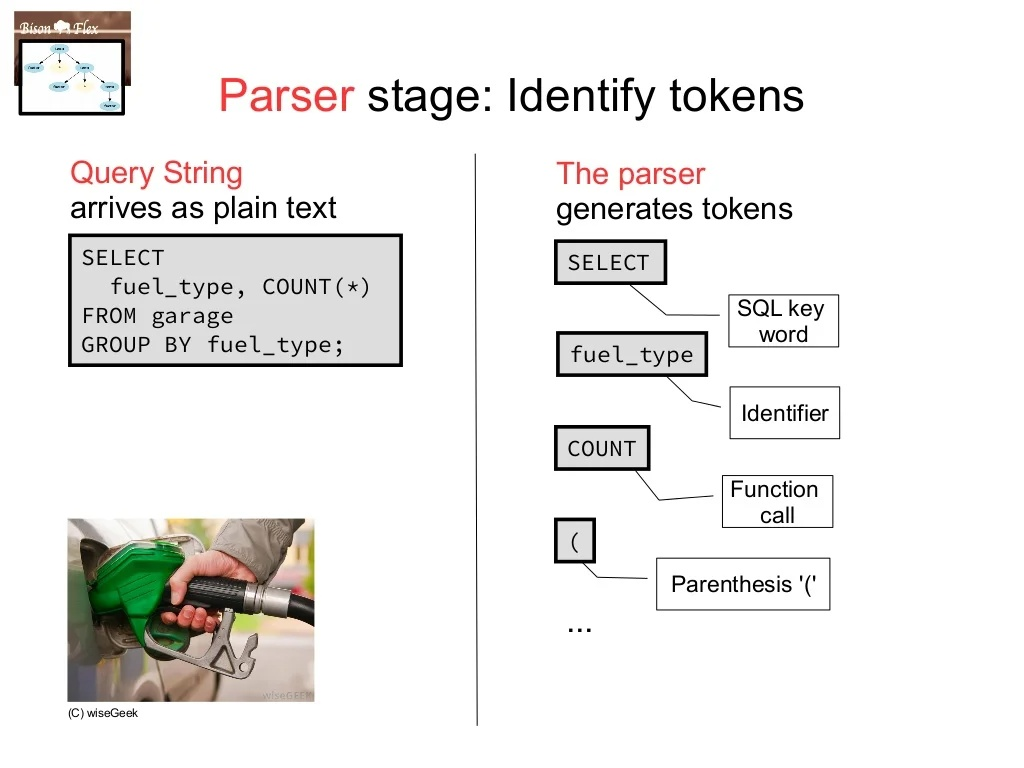 Bison Flex
Parser stage: Identify tokens
Query String
arrives as plain text
SELECT
fuel_type, COUNT(*)
FROM garage
GROUP BY fuel_type;
wiseGEEK
(C) wiseGeek
The parser
generates tokens
SELECT
SQL key
word
fuel_type
Identifier
COUNT
Function
call
(
Parenthesis '('
...